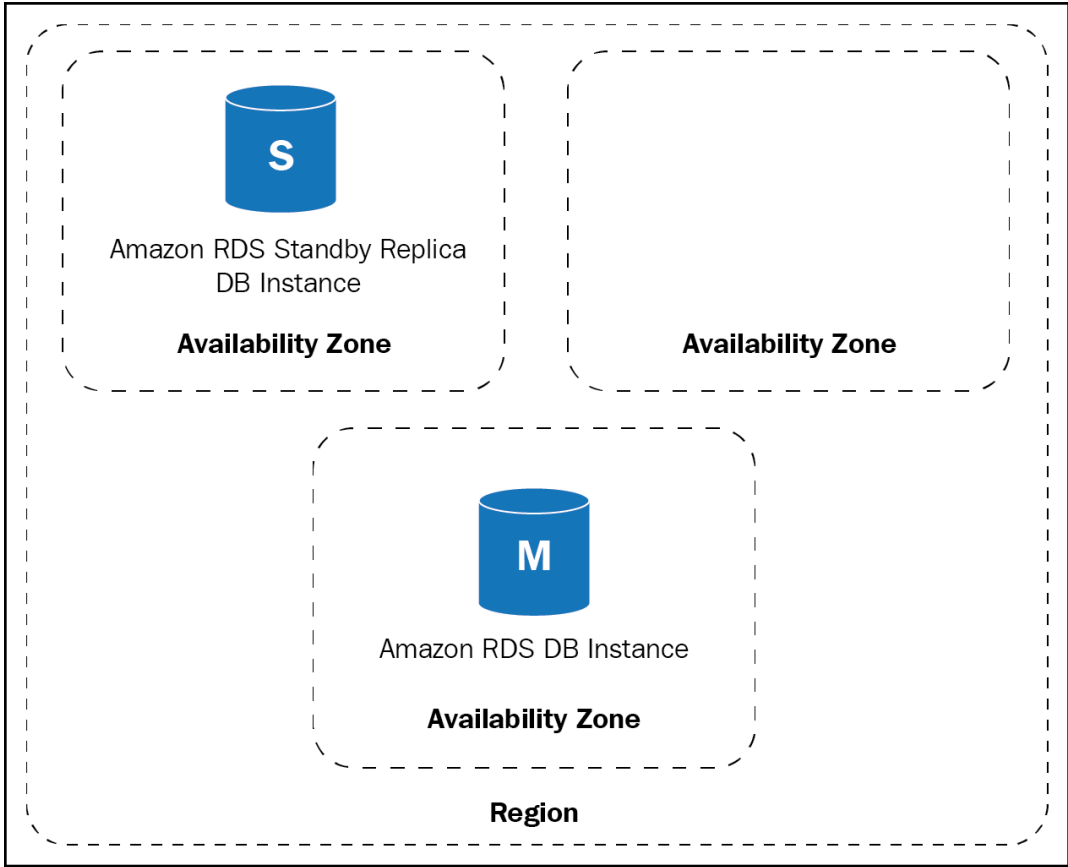 S
Amazon RDS Standby Replica
DB Instance
Availability Zone
Availability Zone
M
Amazon RDS DB Instance
Availability Zone
Region